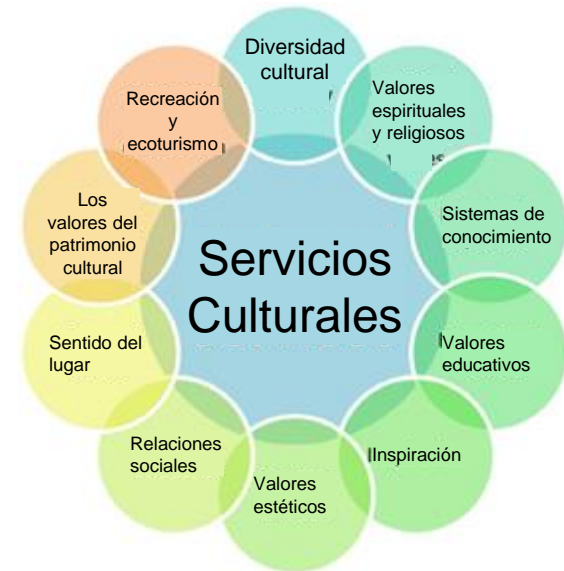 Diversidad
cultural
Valores
espirituales
y religiosos
Sistemas de
conocimiento
Valores
educativos
Inspiración
Valores
estéticos
Relaciones
sociales
Sentido del
lugar
Los
valores del
patrimonio
cultural
Recreación
y
ecoturismo
Servicios
Culturales